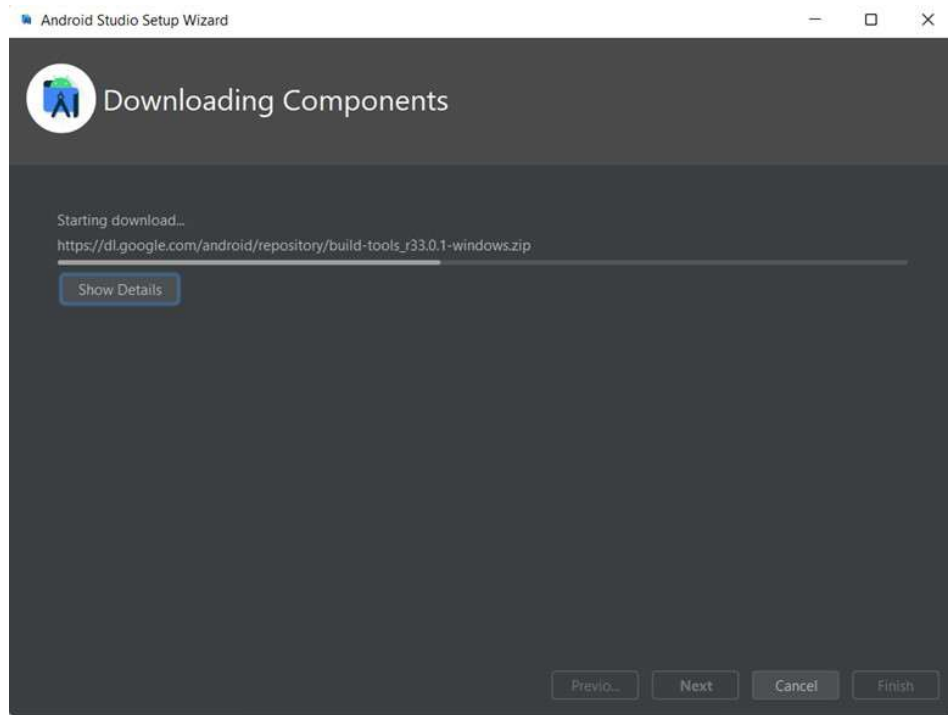 Android Studio Setup Wizard
Downloading Components
Starting download...
https://dl.google.com/android/repository/build-tools_r33.0.1-windows.zip
Show Details
Previo... Next Cancel Finish